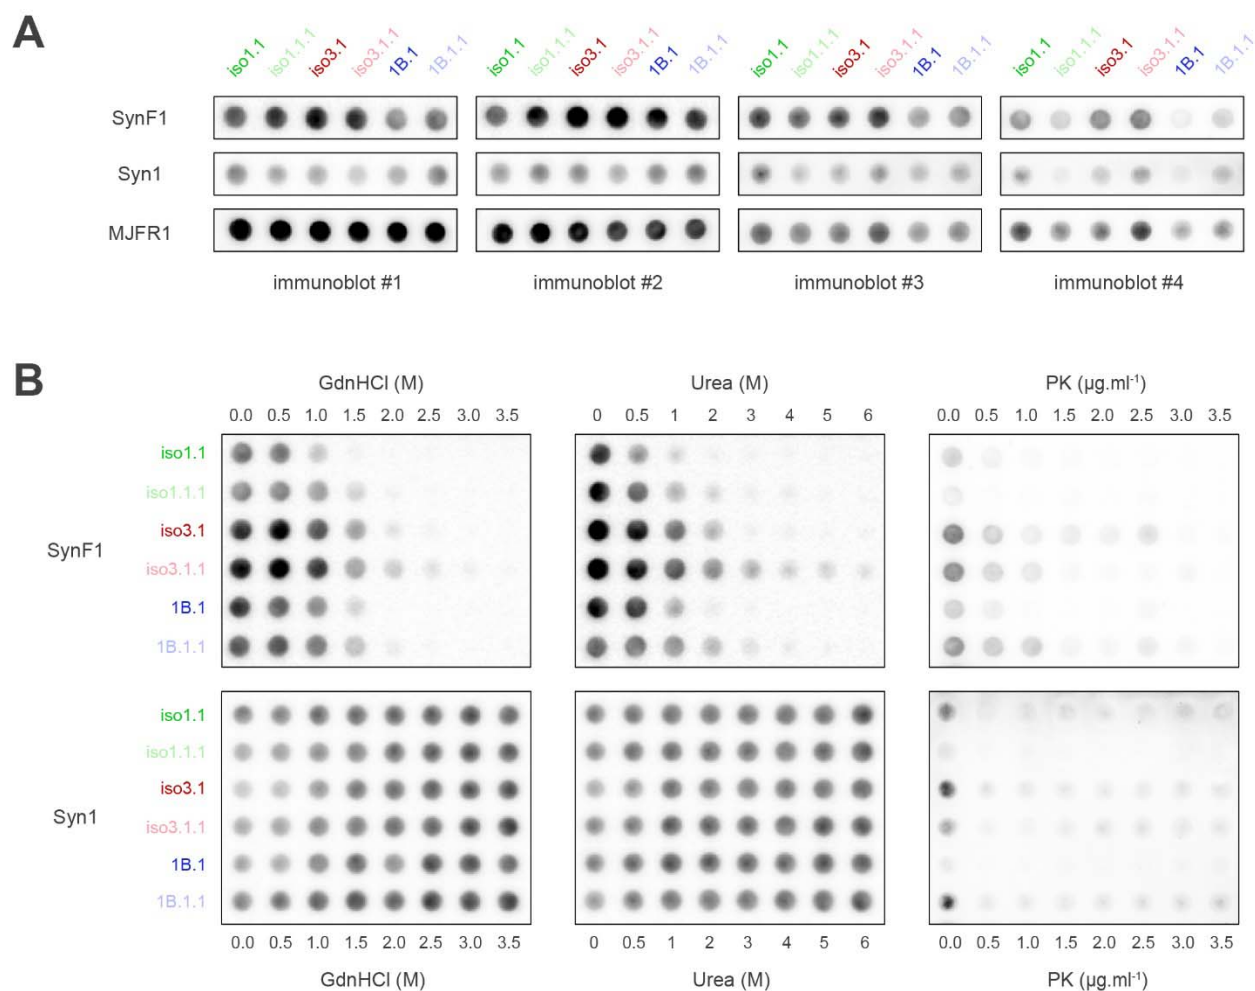 A
iso1.1 iso1.1.1 iso3.1 iso3.1.1 1B.1 1B.1.1 iso1.1 iso1.1.1 iso3.1 iso3.1.1 1B.1 1B.1.1 iso1.1 iso1.1.1 iso3.1 iso3.1.1 1B.1 1B.1.1 iso1.1 iso1.1.1 iso3.1 iso3.1.1 1B.1 1B.1.1
SynF1
Syn1
MJFR1
immunoblot #1 immunoblot #2 immunoblot #3 immunoblot #4
B
GdnHCl (M) Urea (M) PK (µg.ml⁻¹)
0.0 0.5 1.0 1.5 2.0 2.5 3.0 3.5 0 0.5 1 2 3 4 5 6 0.0 0.5 1.0 1.5 2.0 2.5 3.0 3.5
iso1.1
iso1.1.1
iso3.1
SynF1
iso3.1.1
1B.1
1B.1.1
iso1.1
iso1.1.1
iso3.1
Syn1
iso3.1.1
1B.1
1B.1.1
0.0 0.5 1.0 1.5 2.0 2.5 3.0 3.5 0 0.5 1 2 3 4 5 6 0.0 0.5 1.0 1.5 2.0 2.5 3.0 3.5
GdnHCl (M) Urea (M) PK (µg.ml⁻¹)